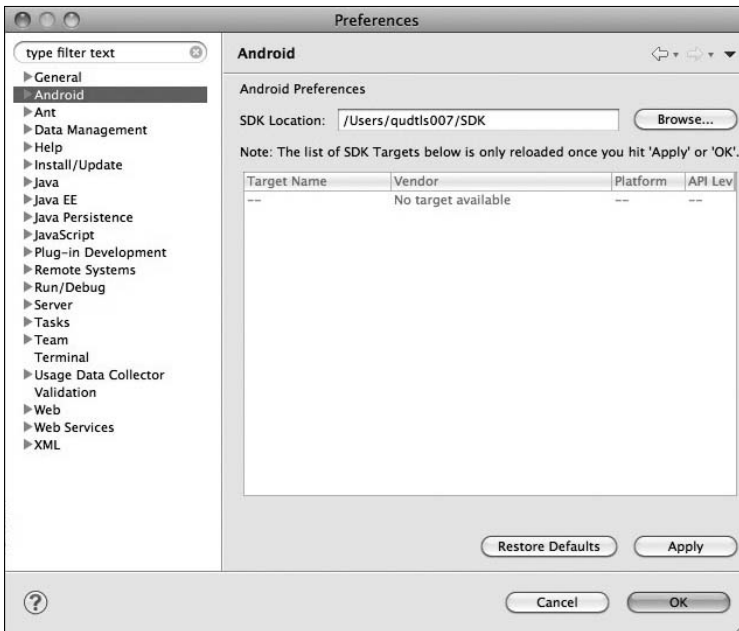 Preferences
type filter text
General
Android
Ant
Data Management
Help
Install/Update
Java
Java EE
Java Persistence
JavaScript
Plug-in Development
Remote Systems
Run/Debug
Server
Tasks
Team
Terminal
Usage Data Collector
Validation
Web
Web Services
XML
Android
Android Preferences
SDK Location: /Users/qudtls007/SDK Browse...
Note: The list of SDK Targets below is only reloaded once you hit 'Apply' or 'OK'.
Target Name Vendor Platform API Lev
-- No target available -- --
Restore Defaults Apply
? Cancel OK